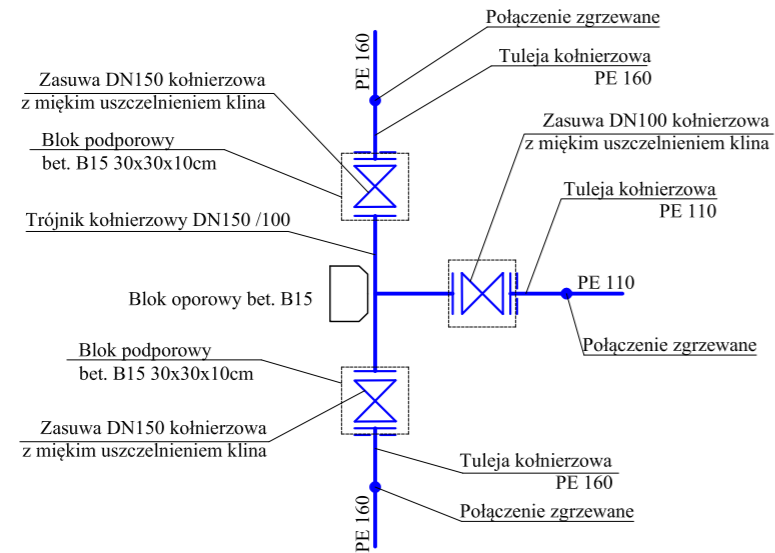 Połączenie zgrzewane
PE 160
Tuleja kołnierzowa
PE 160
Zasuwa DN150 kołnierzowa
z miękim uszczelnieniem klina
Zasuwa DN100 kołnierzowa
z miękim uszczelnieniem klina
Blok podporowy
bet. B15 30x30x10cm
Tuleja kołnierzowa
PE 110
Trójnik kołnierzowy DN150 /100
PE 110
Blok oporowy bet. B15
Połączenie zgrzewane
Blok podporowy
bet. B15 30x30x10cm
Zasuwa DN150 kołnierzowa
z miękim uszczelnieniem klina
Tuleja kołnierzowa
PE 160
Połączenie zgrzewane
PE 160